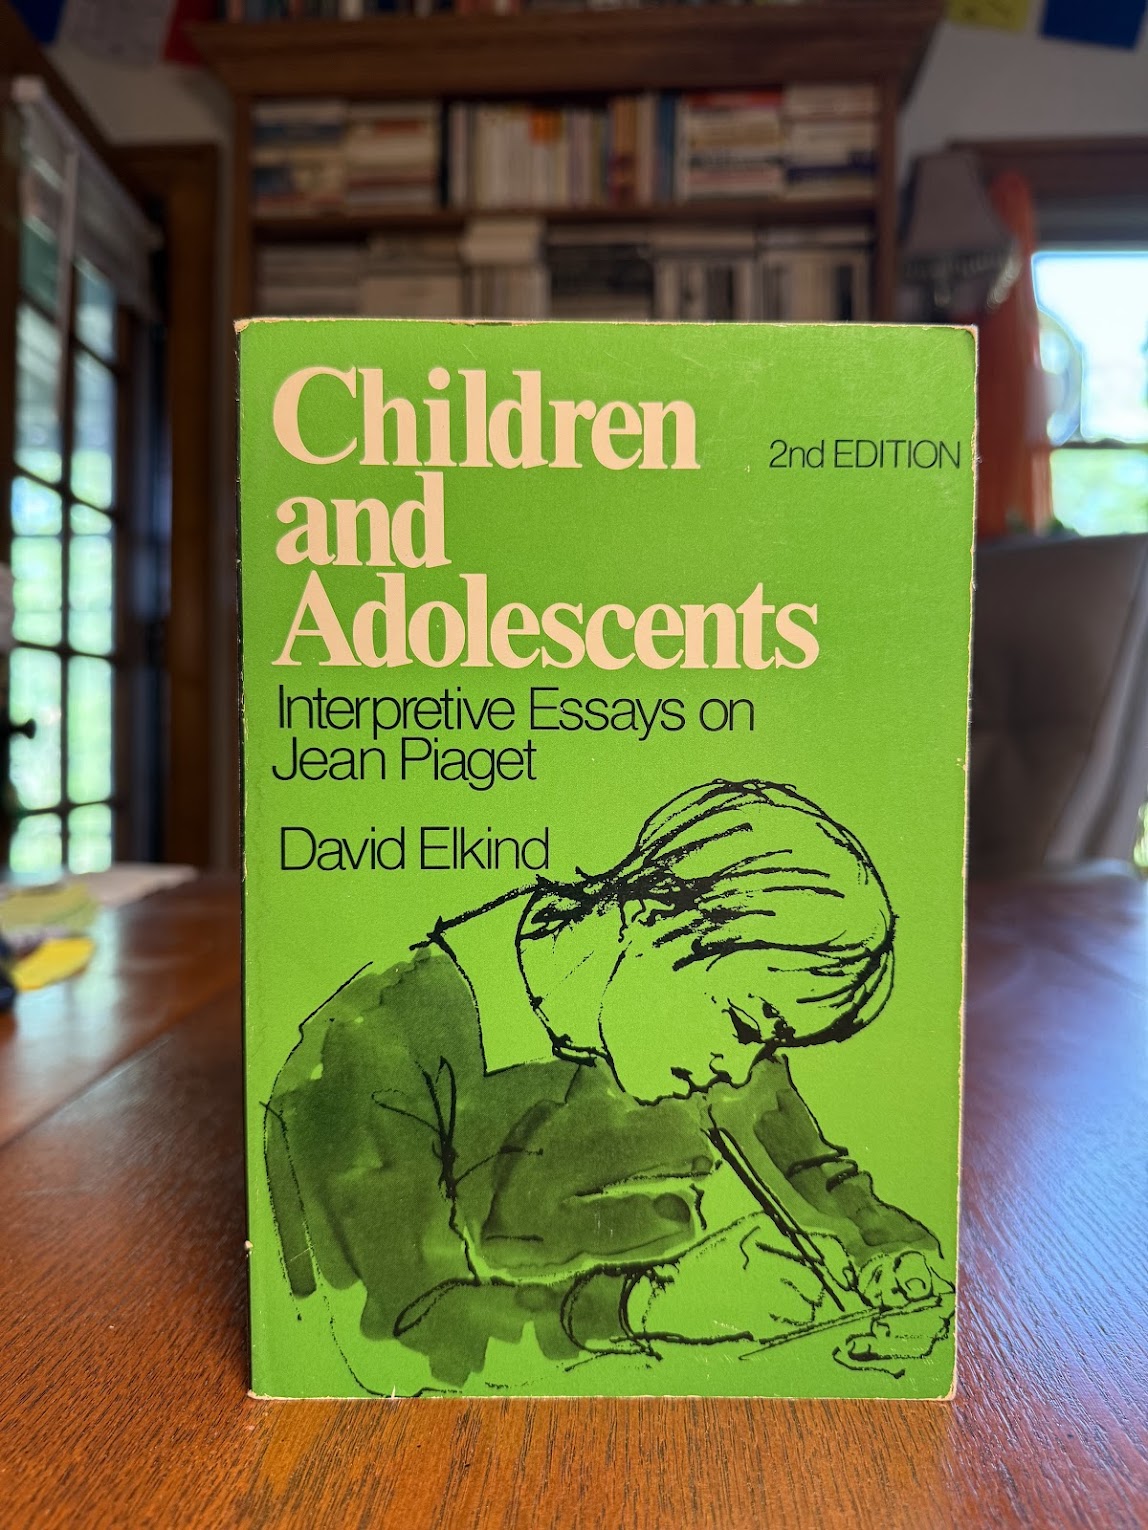 Children
2nd EDITION
and
Adolescents
Interpretive Essays on
Jean Piaget
David Elkind